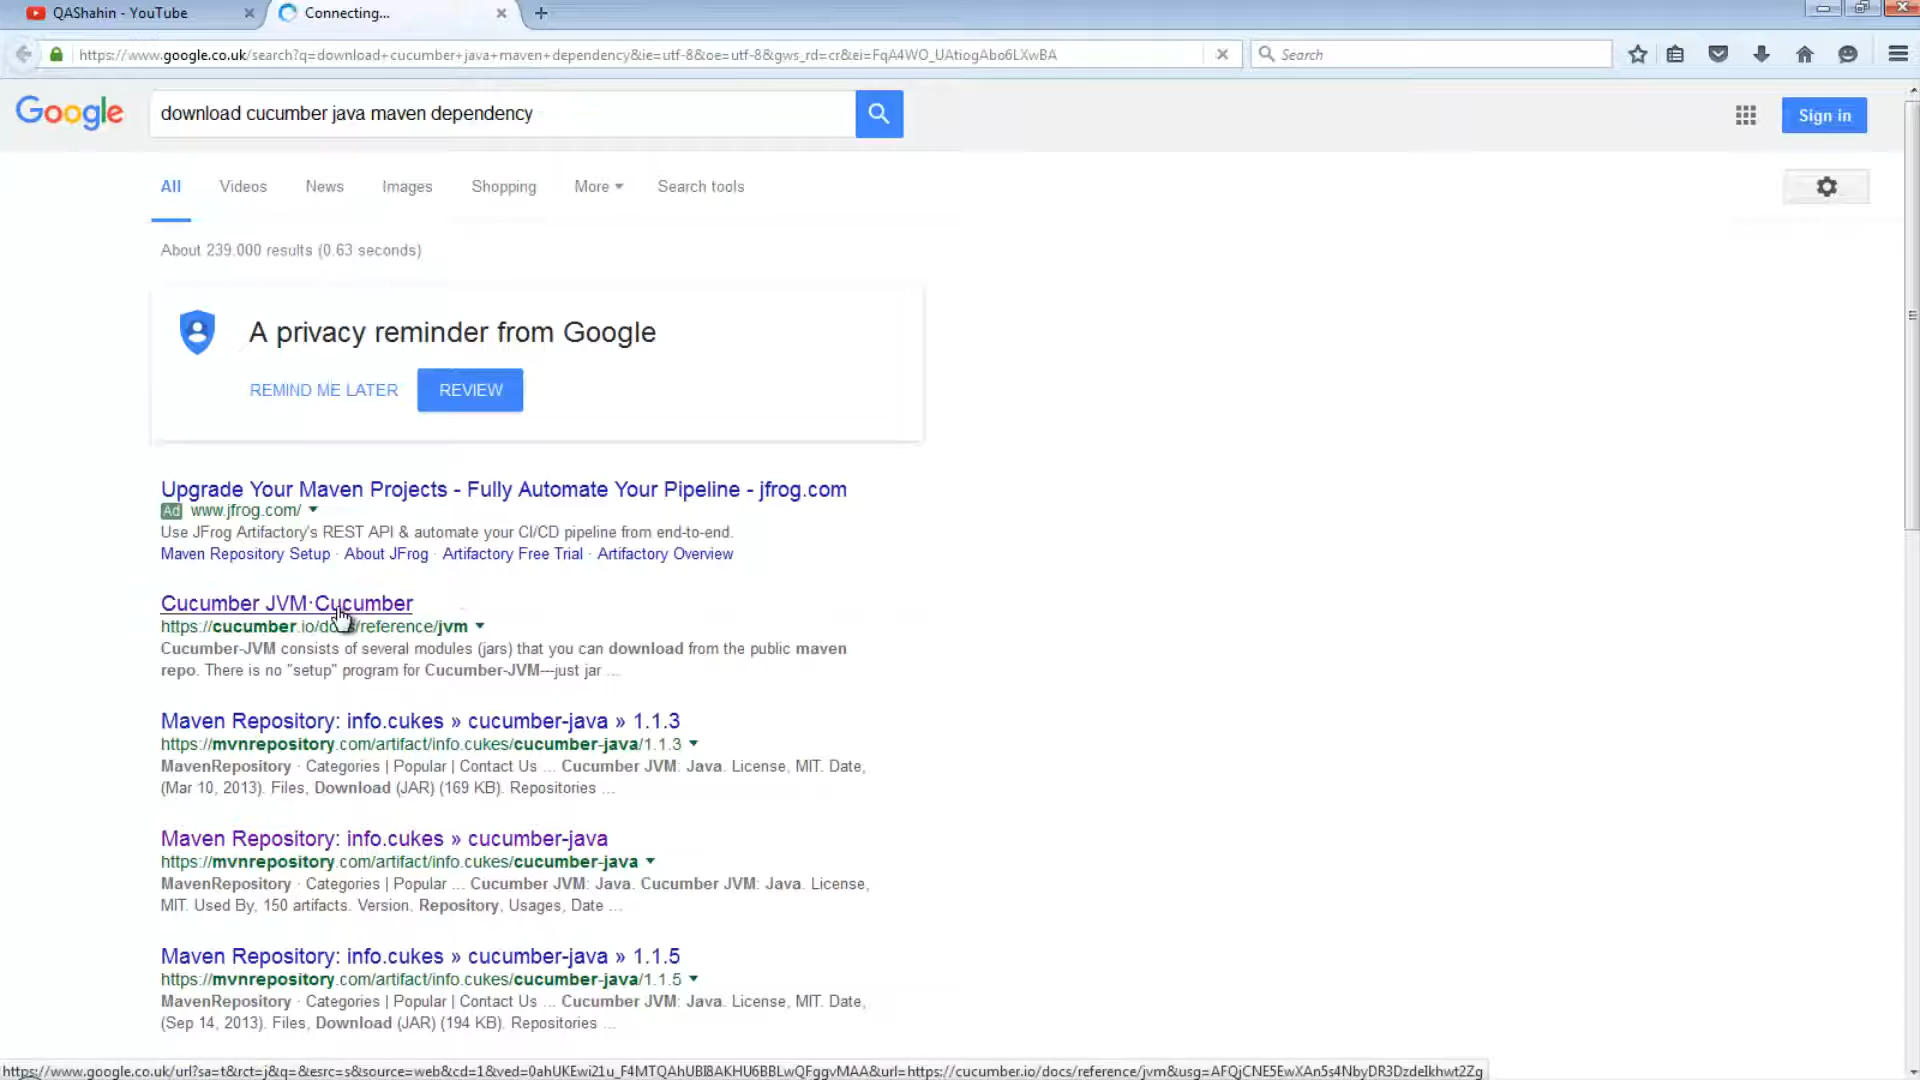 QAShahin - YouTube
Connecting...
https://www.google.co.uk/search?q=download+cucumber+java+maven+dependency&ie=utf-8&oe=utf-8&gws_rd=cr&ei=FqA4WO_UAtiogAbo6LXwBA
Search
Google
download cucumber java maven dependency
Sign in
All Videos News Images Shopping More Search tools
About 239.000 results (0.63 seconds)
A privacy reminder from Google
REMIND ME LATER REVIEW
Upgrade Your Maven Projects - Fully Automate Your Pipeline - jfrog.com
Ad www.jfrog.com/
Use JFrog Artifactory's REST API & automate your CI/CD pipeline from end-to-end.
Maven Repository Setup · About JFrog · Artifactory Free Trial · Artifactory Overview
Cucumber JVM·Cucumber
https://cucumber.io/docs/reference/jvm
Cucumber-JVM consists of several modules (jars) that you can download from the public maven
repo. There is no "setup" program for Cucumber-JVM---just jar ...
Maven Repository: info.cukes » cucumber-java » 1.1.3
https://mvnrepository.com/artifact/info.cukes/cucumber-java/1.1.3
MavenRepository · Categories | Popular | Contact Us ... Cucumber JVM: Java. License, MIT. Date,
(Mar 10, 2013). Files, Download (JAR) (169 KB). Repositories ...
Maven Repository: info.cukes » cucumber-java
https://mvnrepository.com/artifact/info.cukes/cucumber-java
MavenRepository · Categories | Popular ... Cucumber JVM: Java. Cucumber JVM: Java. License,
MIT. Used By, 150 artifacts. Version, Repository, Usages, Date ...
Maven Repository: info.cukes » cucumber-java » 1.1.5
https://mvnrepository.com/artifact/info.cukes/cucumber-java/1.1.5
MavenRepository · Categories | Popular | Contact Us ... Cucumber JVM: Java. License, MIT. Date,
(Sep 14, 2013). Files, Download (JAR) (194 KB). Repositories ...
https://www.google.co.uk/url?sa=t&rct=j&q=&esrc=s&source=web&cd=1&ved=0ahUKEwi21u_F4MTQAhUBl8AKHU6BBLwQFggvMAA&url=https://cucumber.io/docs/reference/jvm&usg=AFQjCNE5EwXAn5s4NbyDR3DzdeIkhwt2Zg